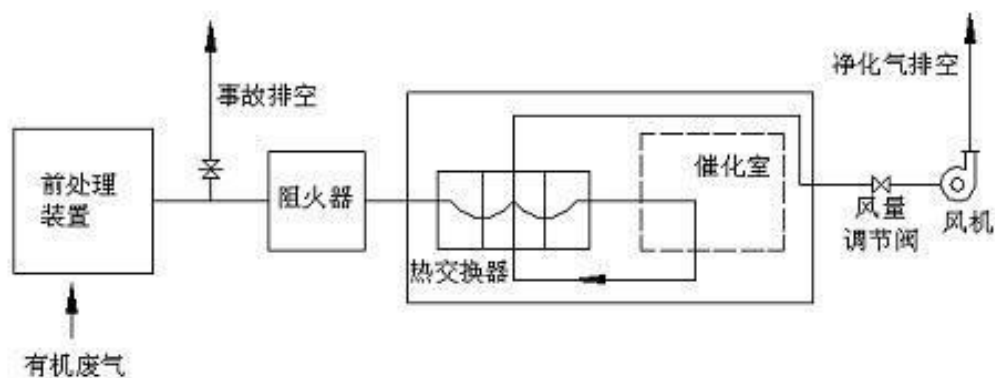 净化气排空
事故排空
前处理
装置
阻火器
催化室
热交换器
风量
调节阀
风机
有机废气